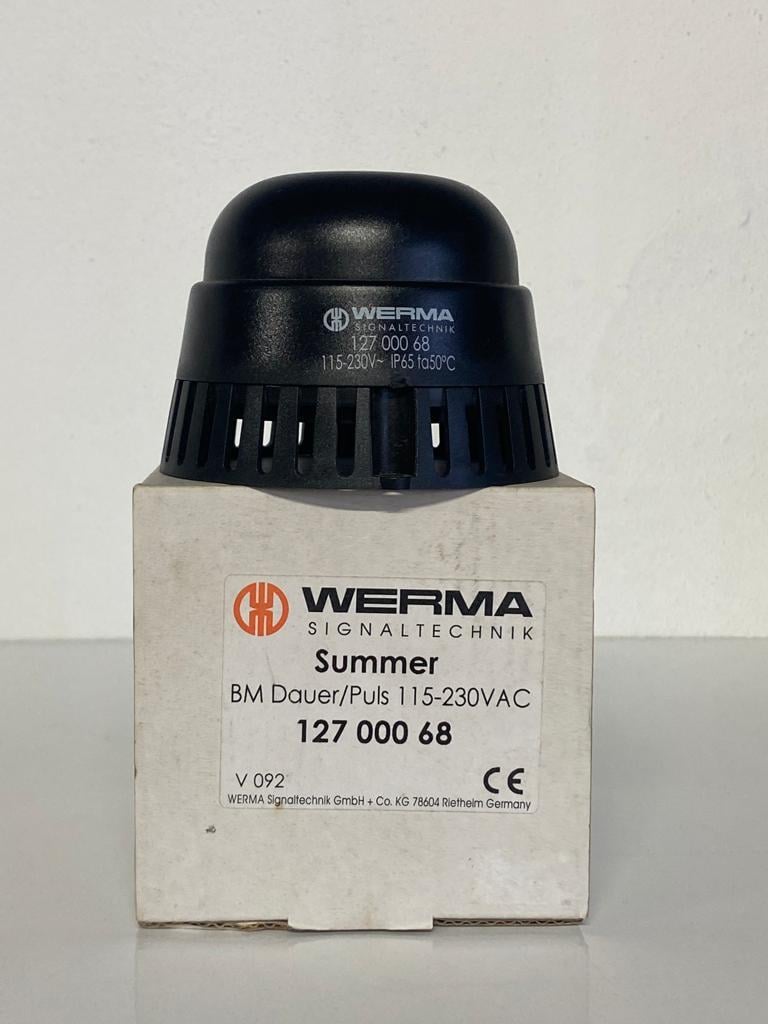 WERMA
SIGNALTECHNIK
127 000 68
115-230V~ IP65 ta50°C
WERMA
SIGNALTECHNIK
Summer
BM Dauer/Puls 115-230VAC
127 000 68
V 092 CE
WERMA Signaltechnik GmbH + Co. KG 78604 Rietheim Germany